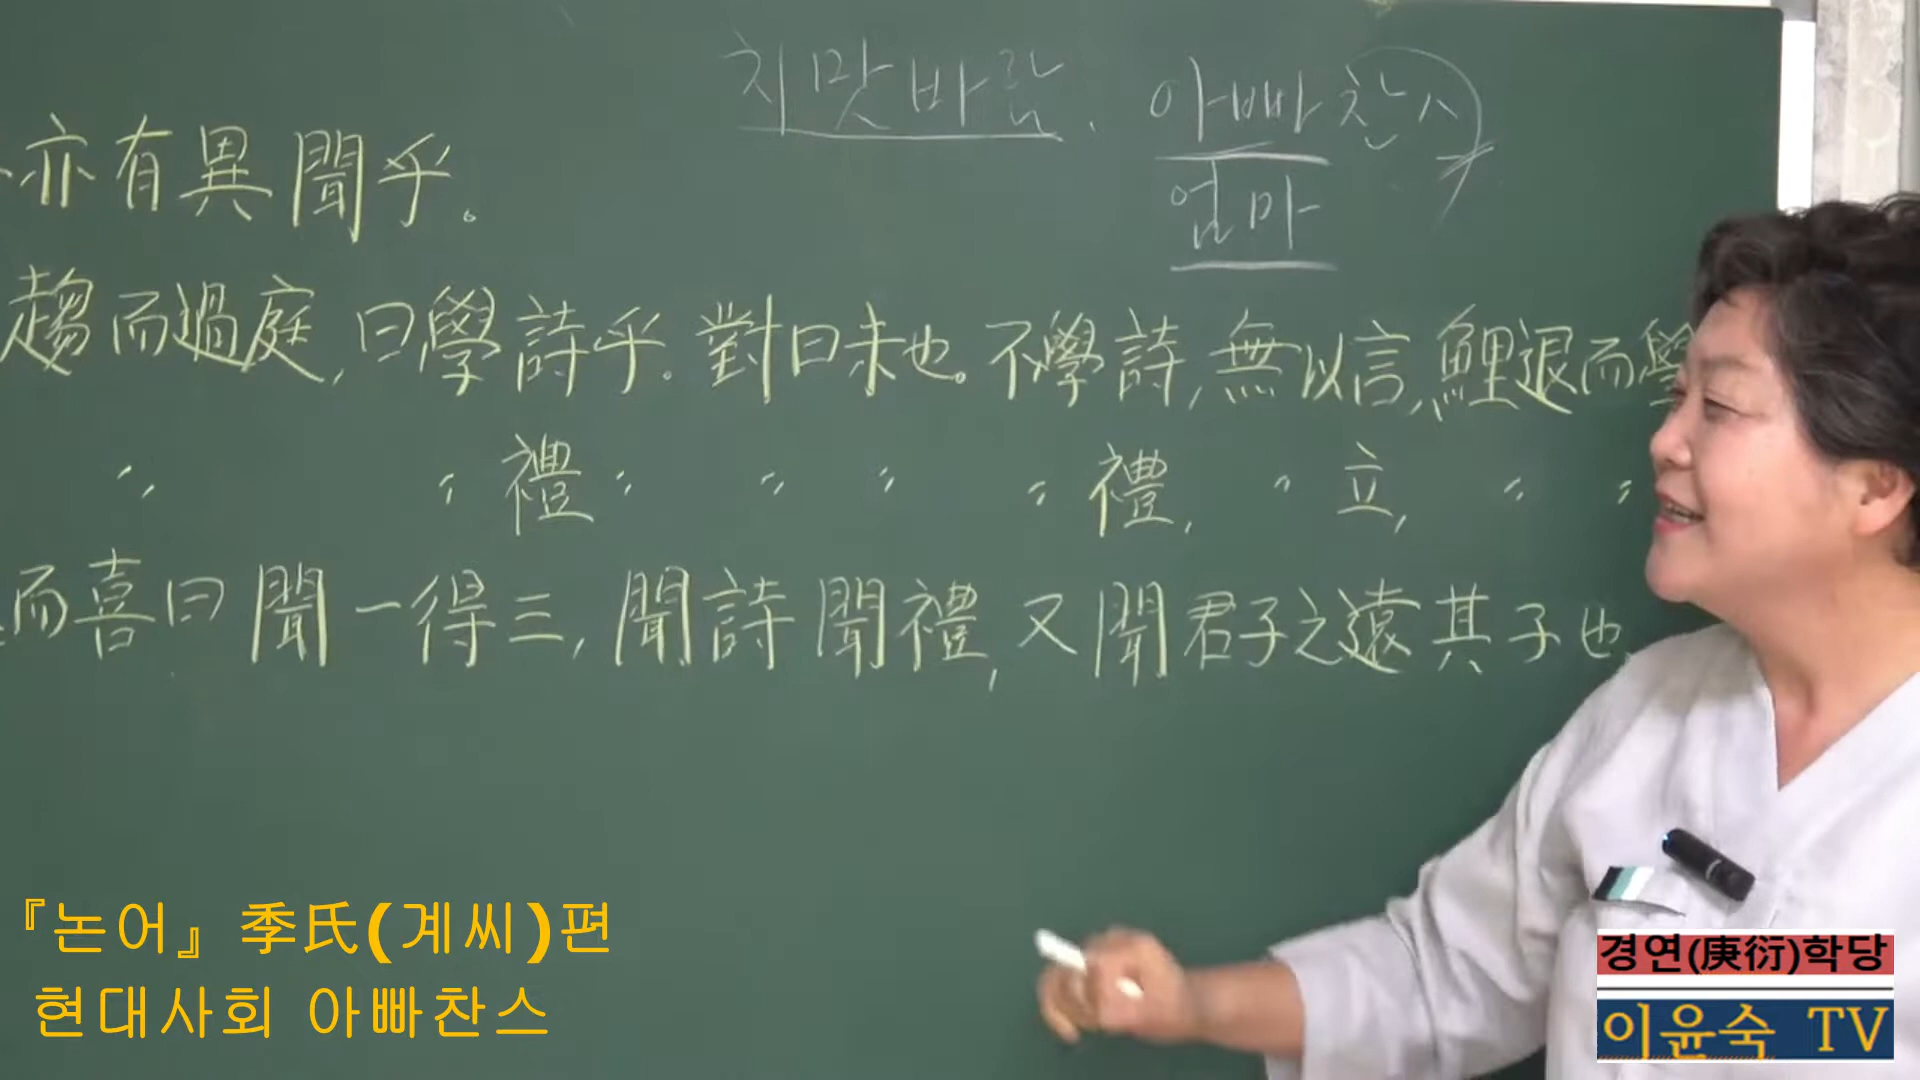 치맛바람. 아빠찬스
엄마
亦有異聞乎。
趨而過庭, 曰學詩乎. 對曰未也。不學詩, 無以言, 鯉退而學
〃 〃 禮 〃 〃 〃 〃 禮, 〃 立, 〃 〃
而喜曰 聞一得三, 聞詩聞禮, 又聞君子之遠其子也.
『논어』 季氏(계씨)편
현대사회 아빠찬스
경연(庚衍)학당
이윤숙 TV